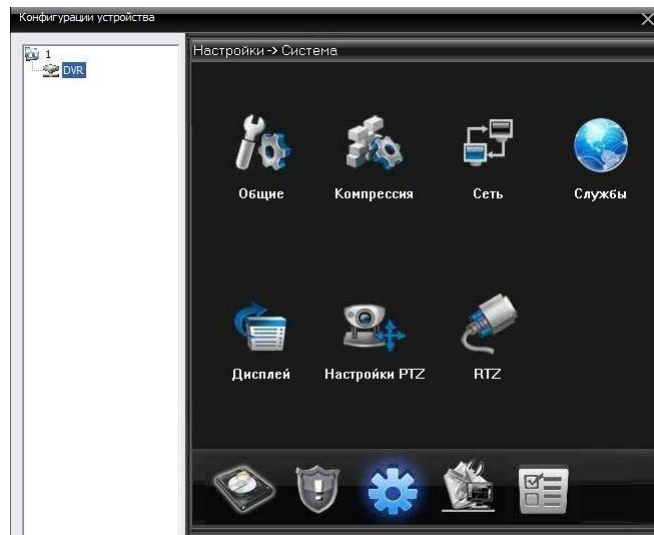 Конфигурации устройства
1
DVR
Настройки -> Система
Общие
Компрессия
Сеть
Службы
Дисплей
Настройки PTZ
RTZ